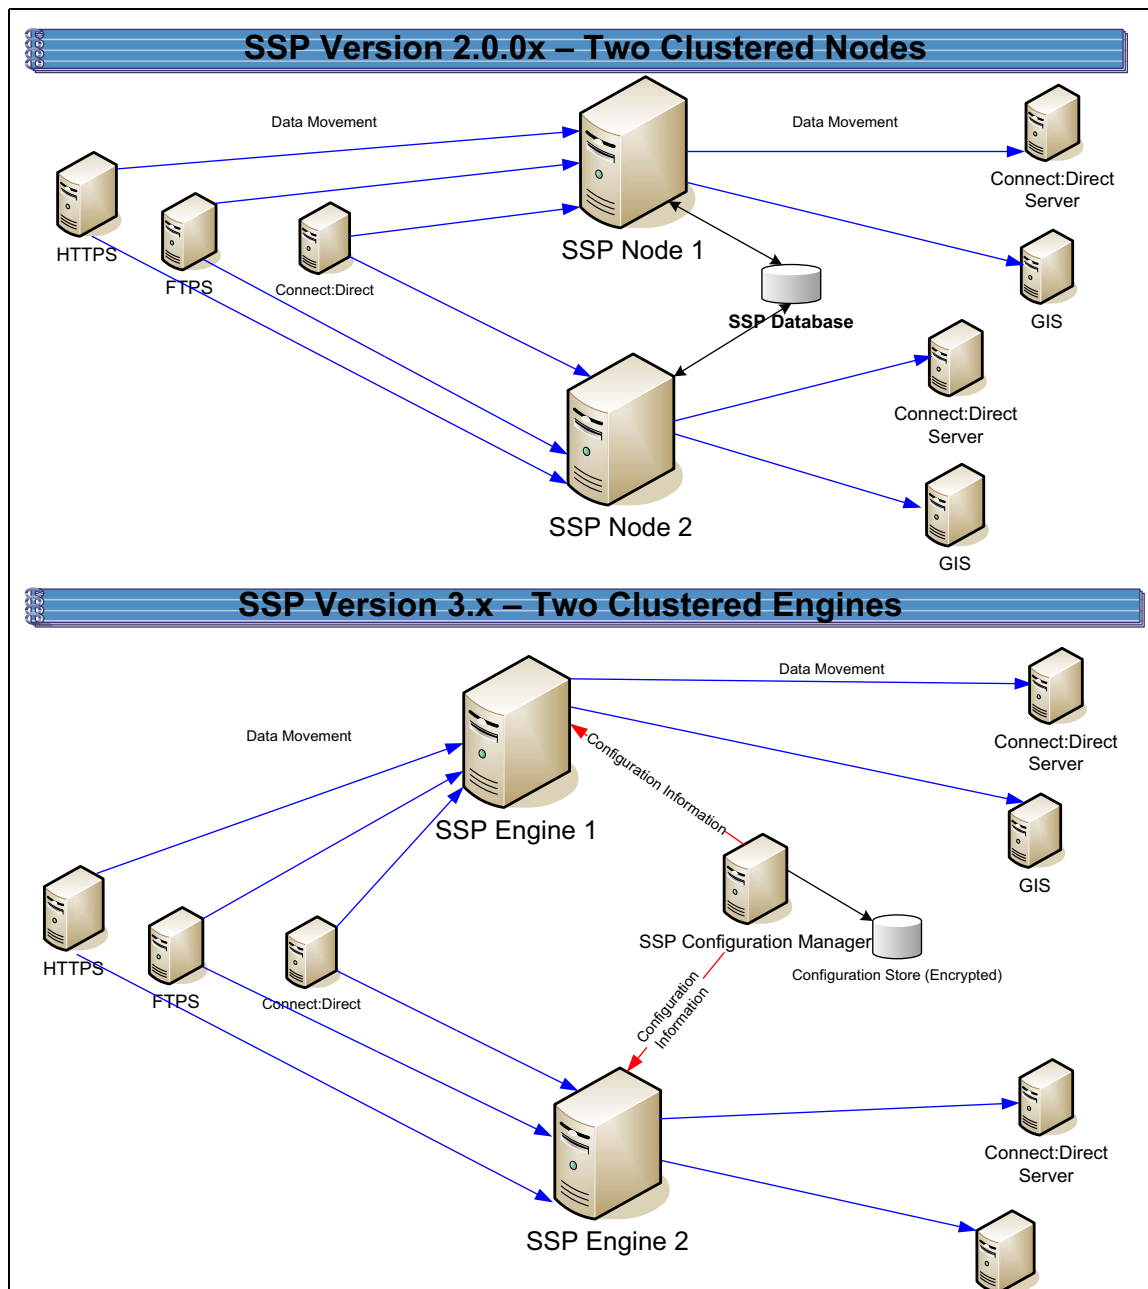 SSP Version 2.0.0x – Two Clustered Nodes
Data Movement
Data Movement
HTTPS
FTPS
Connect:Direct
SSP Node 1
Connect:Direct
Server
SSP Database
GIS
Connect:Direct
Server
SSP Node 2
GIS
SSP Version 3.x – Two Clustered Engines
Data Movement
Data Movement
Connect:Direct
Server
Configuration Information
SSP Engine 1
GIS
SSP Configuration Manager
HTTPS
FTPS
Connect:Direct
Configuration Store (Encrypted)
Configuration
Information
Connect:Direct
Server
SSP Engine 2